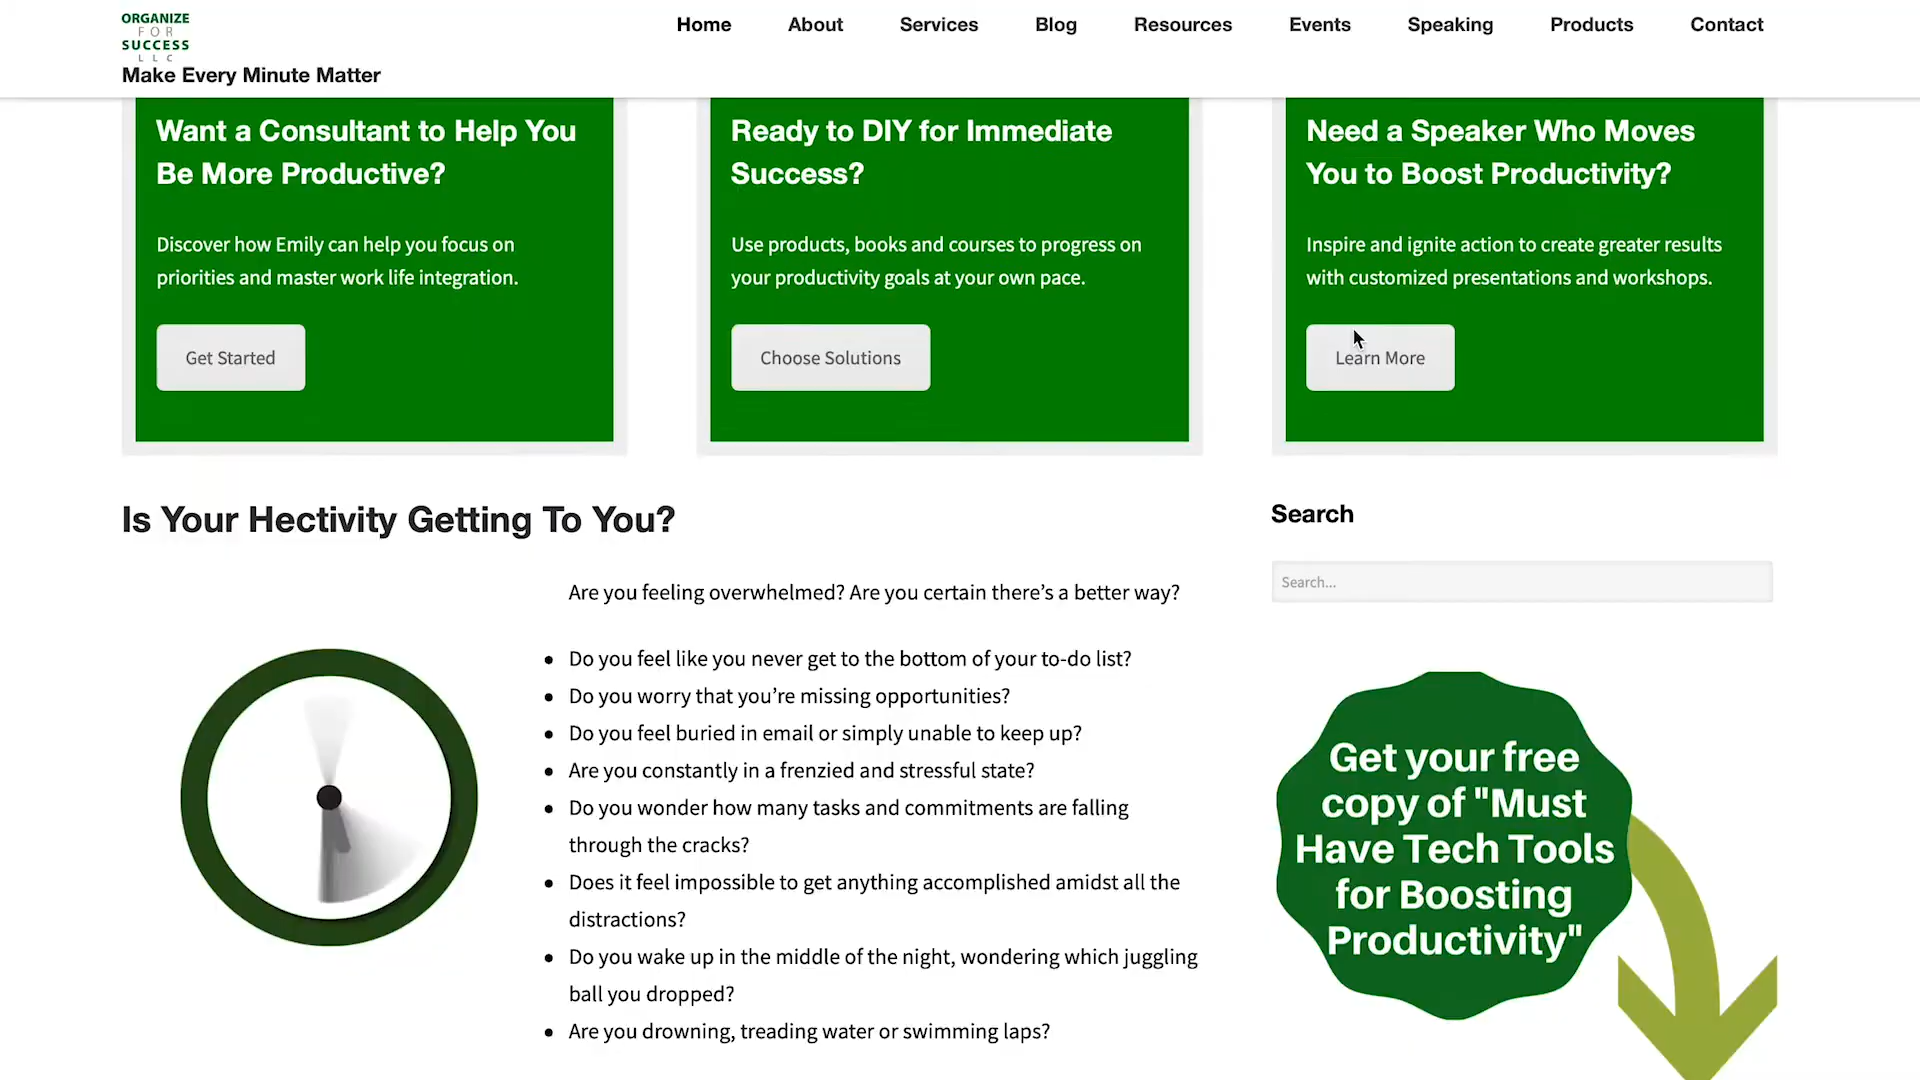 ORGANIZE
FOR
SUCCESS
LLC
Make Every Minute Matter
Home
About
Services
Blog
Resources
Events
Speaking
Products
Contact
Want a Consultant to Help You
Be More Productive?
Discover how Emily can help you focus on
priorities and master work life integration.
Get Started
Ready to DIY for Immediate
Success?
Use products, books and courses to progress on
your productivity goals at your own pace.
Choose Solutions
Need a Speaker Who Moves
You to Boost Productivity?
Inspire and ignite action to create greater results
with customized presentations and workshops.
Learn More
Is Your Hectivity Getting To You?
Are you feeling overwhelmed? Are you certain there’s a better way?
• Do you feel like you never get to the bottom of your to-do list?
• Do you worry that you’re missing opportunities?
• Do you feel buried in email or simply unable to keep up?
• Are you constantly in a frenzied and stressful state?
• Do you wonder how many tasks and commitments are falling
through the cracks?
• Does it feel impossible to get anything accomplished amidst all the
distractions?
• Do you wake up in the middle of the night, wondering which juggling
ball you dropped?
• Are you drowning, treading water or swimming laps?
Search
Search...
Get your free
copy of "Must
Have Tech Tools
for Boosting
Productivity"